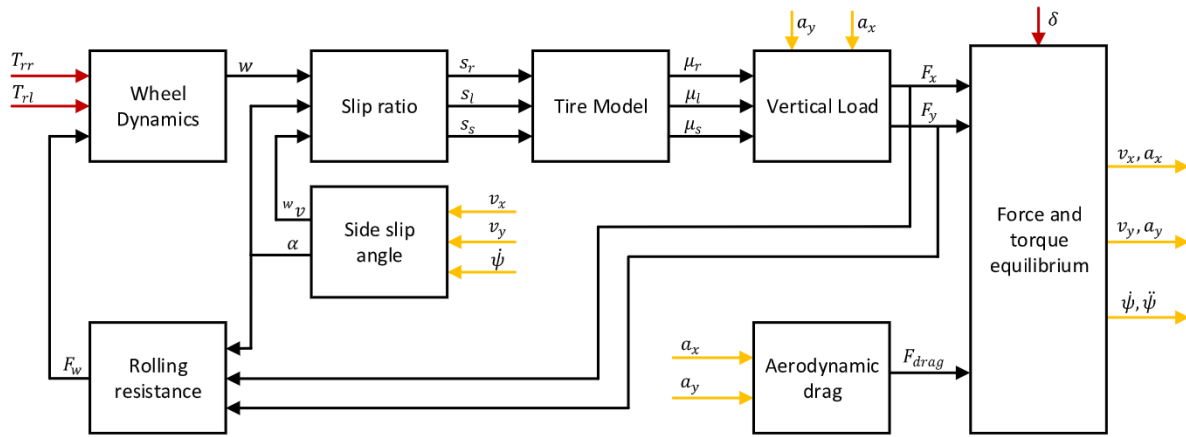 a_y
a_x
δ
T_rr
T_rl
Wheel
Dynamics
w
Slip ratio
s_r
s_l
s_s
Tire Model
μ_r
μ_l
μ_s
Vertical Load
F_x
F_y
ʷv
α
Side slip
angle
v_x
v_y
ψ̇
Force and
torque
equilibrium
v_x, a_x
v_y, a_y
ψ̇, ψ̈
F_w
Rolling
resistance
a_x
a_y
Aerodynamic
drag
F_drag